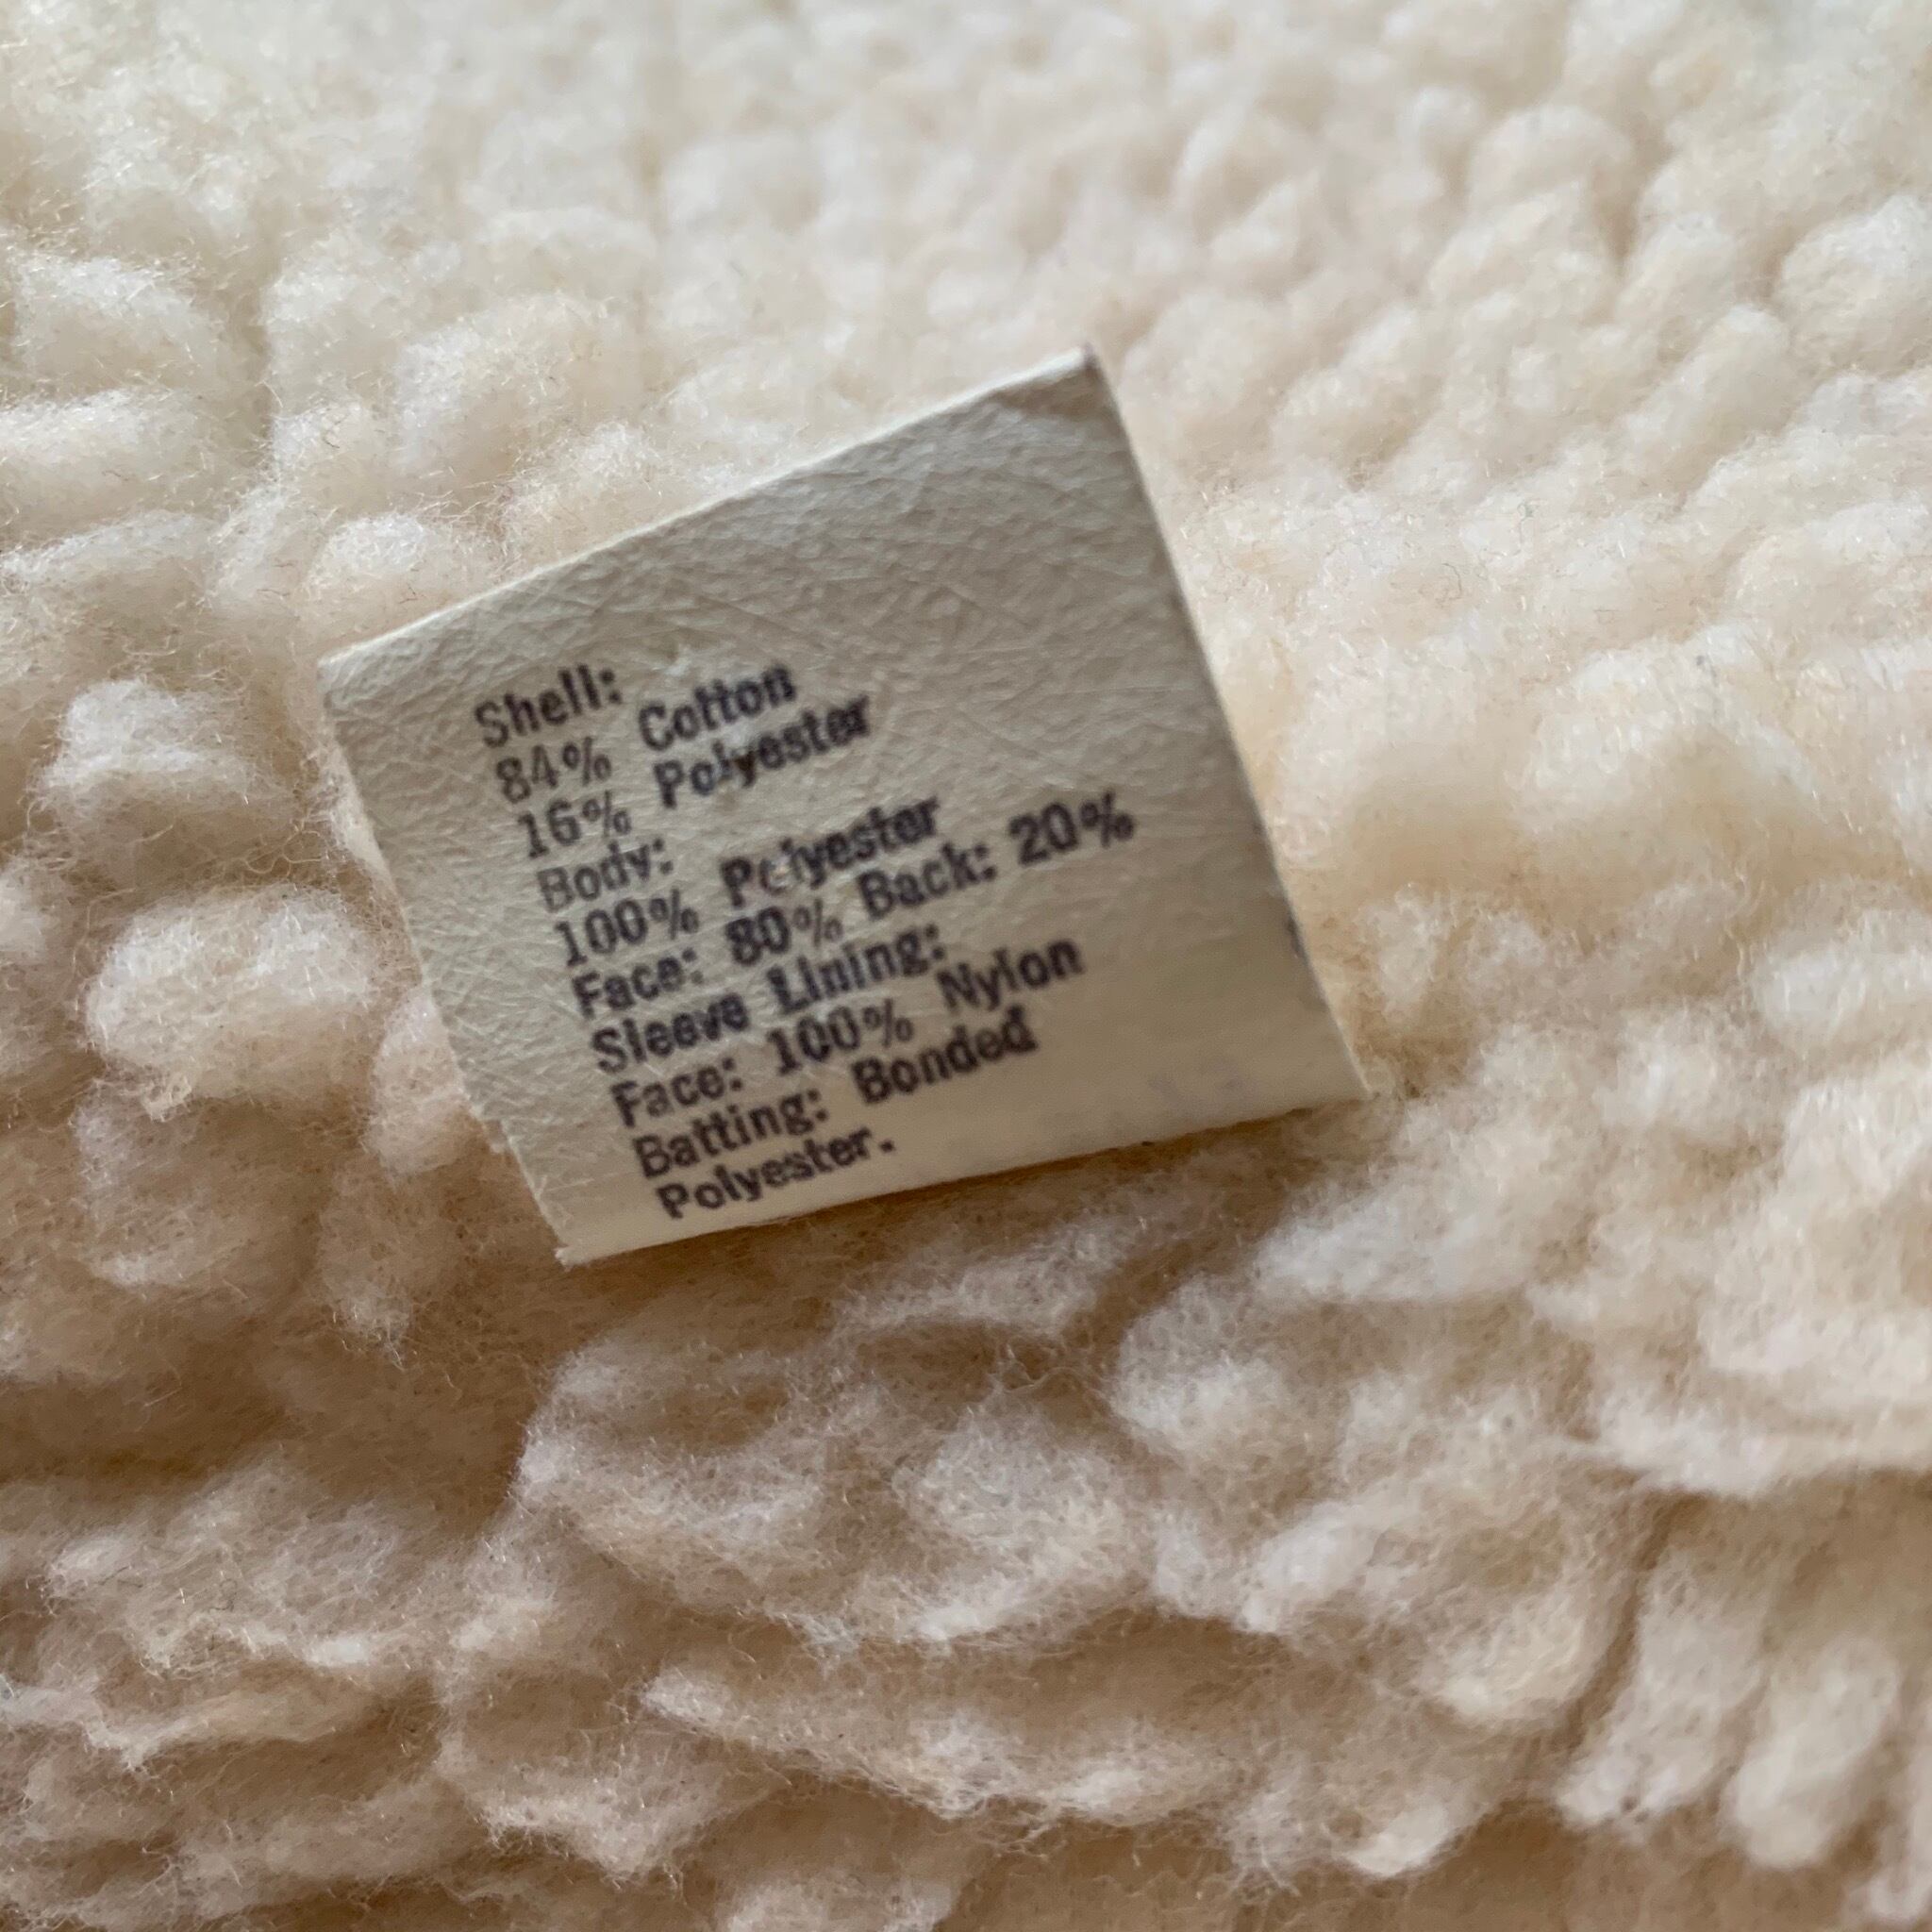 Shell:
84% Cotton
16% Polyester
Body:
100% Polyester
Face: 80% Back: 20%
Sleeve Lining:
Face: 100% Nylon
Batting: Bonded
Polyester.